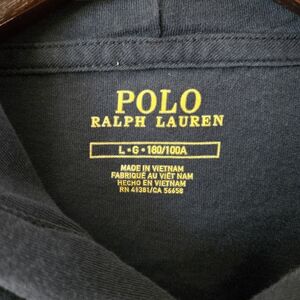 POLO
RALPH LAUREN
L • G • 180/100A
MADE IN VIETNAM
FABRIQUÉ AU VIÊT NAM
HECHO EN VIETNAM
RN 41381/CA 56658